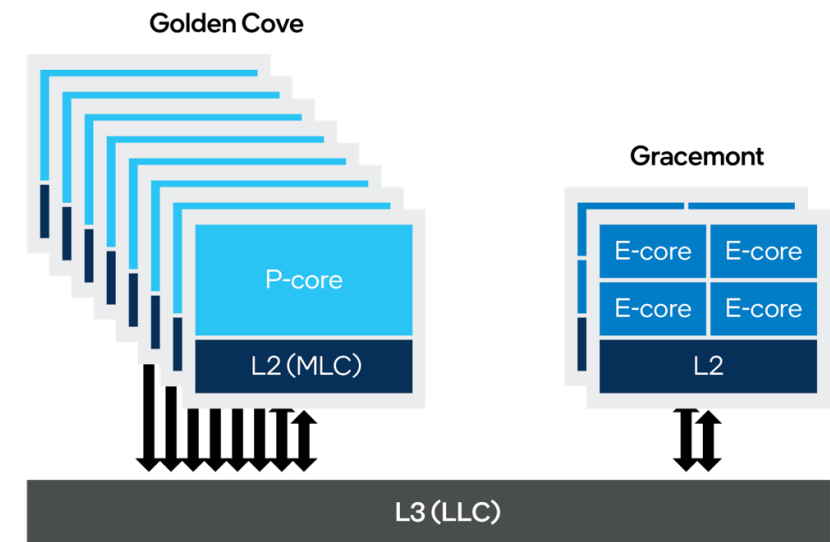 Golden Cove
Gracemont
P-core
L2 (MLC)
E-core E-core
E-core E-core
L2
L3 (LLC)